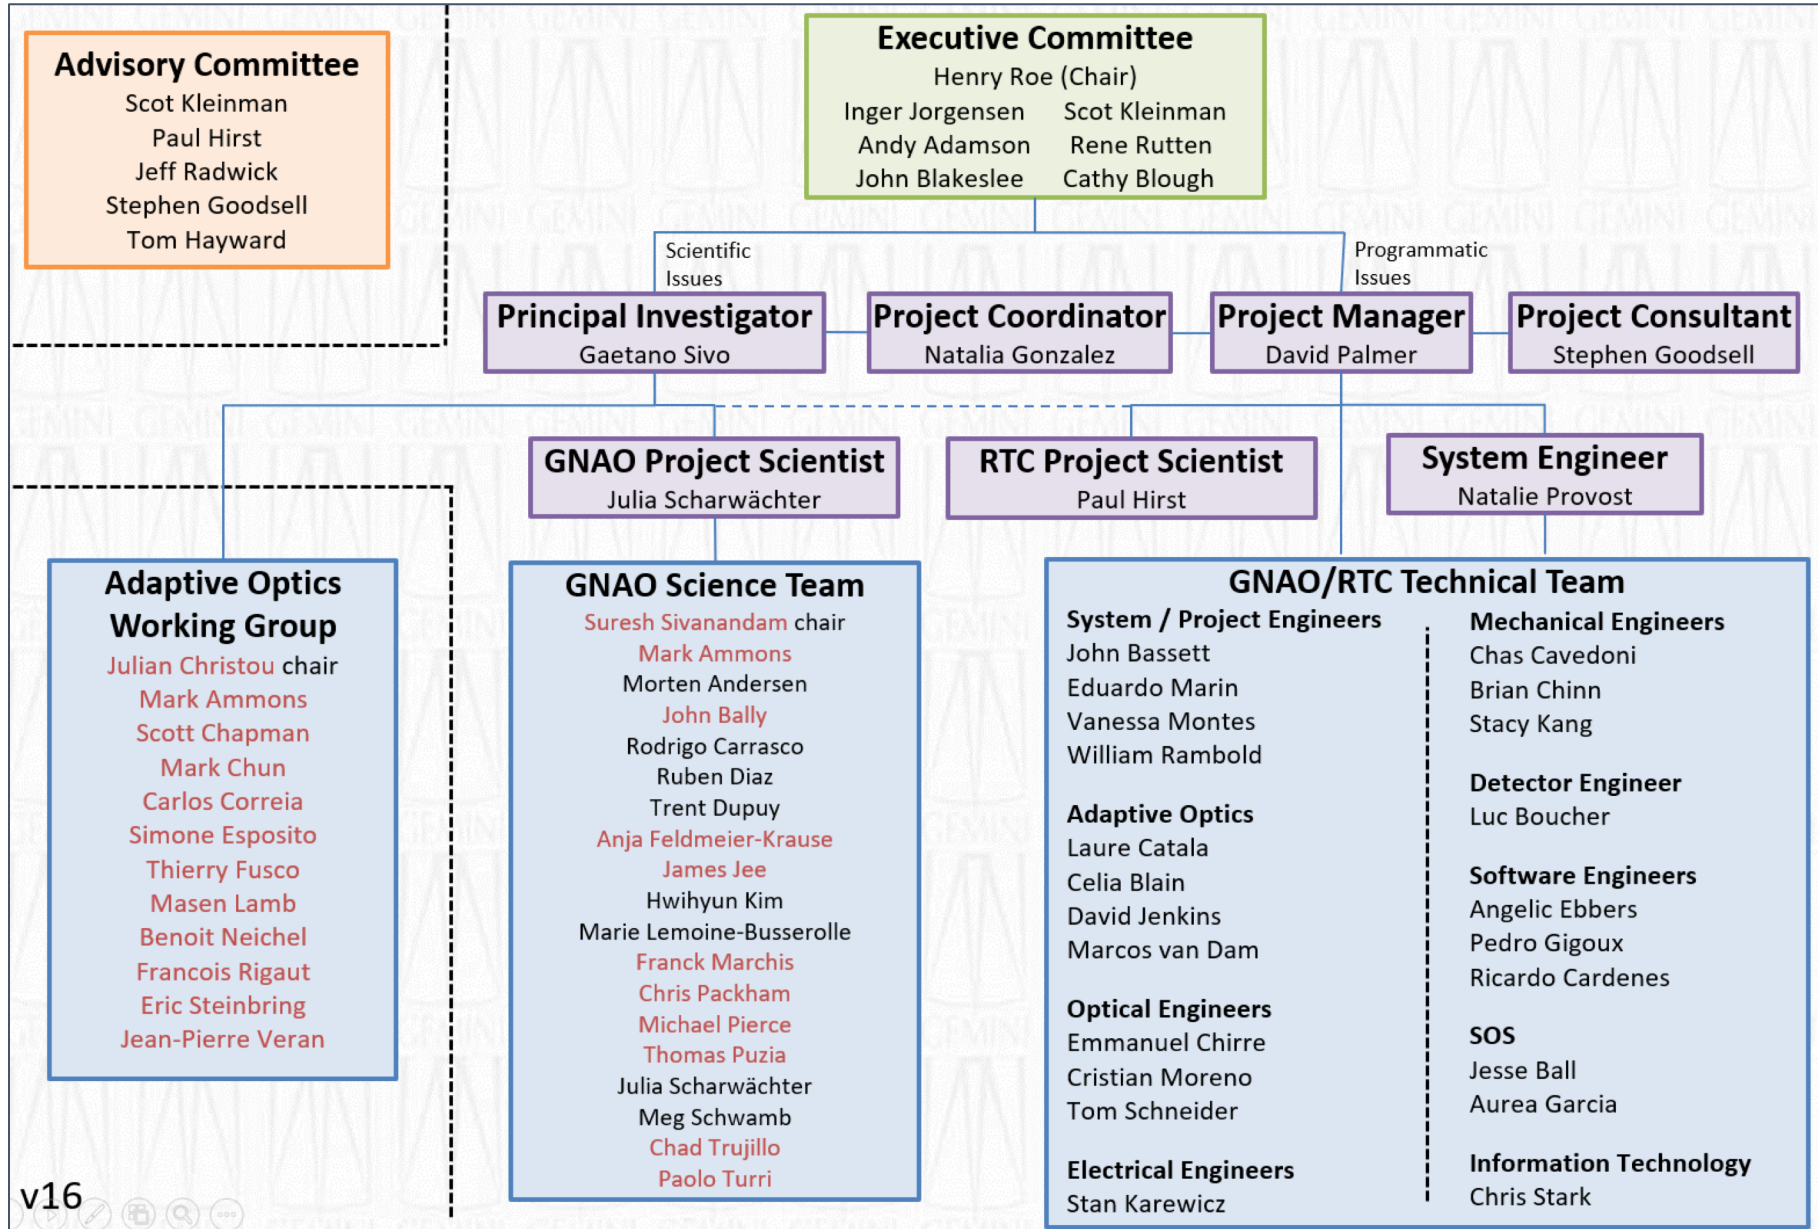 Advisory Committee
Scot Kleinman
Paul Hirst
Jeff Radwick
Stephen Goodsell
Tom Hayward
Executive Committee
Henry Roe (Chair)
Inger Jorgensen Scot Kleinman
Andy Adamson Rene Rutten
John Blakeslee Cathy Blough
Scientific
Issues
Programmatic
Issues
Principal Investigator
Gaetano Sivo
Project Coordinator
Natalia Gonzalez
Project Manager
David Palmer
Project Consultant
Stephen Goodsell
GNAO Project Scientist
Julia Scharwächter
RTC Project Scientist
Paul Hirst
System Engineer
Natalie Provost
Adaptive Optics
Working Group
Julian Christou chair
Mark Ammons
Scott Chapman
Mark Chun
Carlos Correia
Simone Esposito
Thierry Fusco
Masen Lamb
Benoit Neichel
Francois Rigaut
Eric Steinbring
Jean-Pierre Veran
GNAO Science Team
Suresh Sivanandam chair
Mark Ammons
Morten Andersen
John Bally
Rodrigo Carrasco
Ruben Diaz
Trent Dupuy
Anja Feldmeier-Krause
James Jee
Hwihyun Kim
Marie Lemoine-Busserolle
Franck Marchis
Chris Packham
Michael Pierce
Thomas Puzia
Julia Scharwächter
Meg Schwamb
Chad Trujillo
Paolo Turri
GNAO/RTC Technical Team
System / Project Engineers
John Bassett
Eduardo Marin
Vanessa Montes
William Rambold
Adaptive Optics
Laure Catala
Celia Blain
David Jenkins
Marcos van Dam
Optical Engineers
Emmanuel Chirre
Cristian Moreno
Tom Schneider
Electrical Engineers
Stan Karewicz
Mechanical Engineers
Chas Cavedoni
Brian Chinn
Stacy Kang
Detector Engineer
Luc Boucher
Software Engineers
Angelic Ebbers
Pedro Gigoux
Ricardo Cardenes
SOS
Jesse Ball
Aurea Garcia
Information Technology
Chris Stark
v16